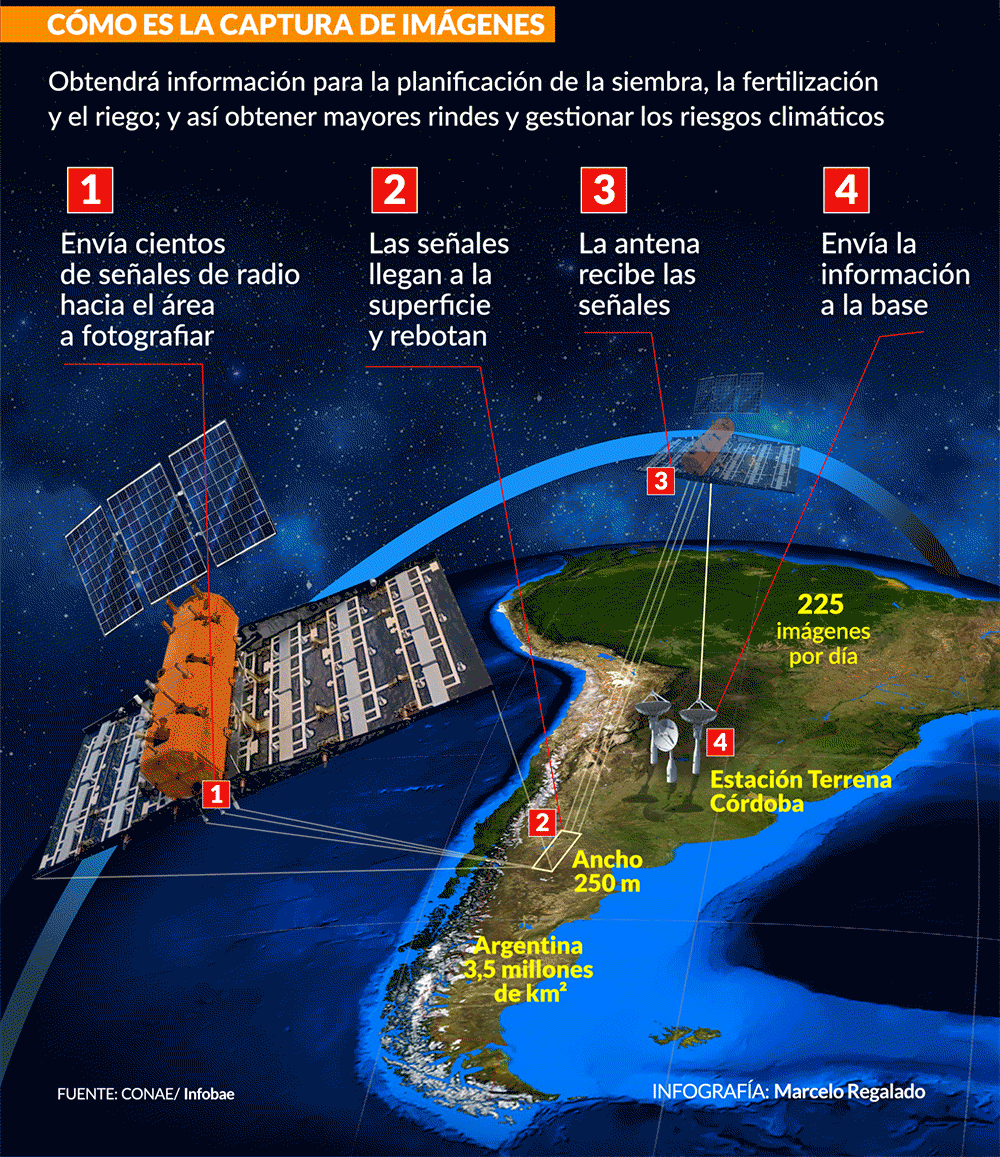 CÓMO ES LA CAPTURA DE IMÁGENES
Obtendrá información para la planificación de la siembra, la fertilización
y el riego; y así obtener mayores rindes y gestionar los riesgos climáticos
1
Envía cientos
de señales de radio
hacia el área
a fotografiar
2
Las señales
llegan a la
superficie
y rebotan
3
La antena
recibe las
señales
4
Envía la
información
a la base
3
225
imágenes
por día
4
Estación Terrena
Córdoba
1
2
Ancho
250 m
Argentina
3,5 millones
de km²
FUENTE: CONAE/ Infobae
INFOGRAFÍA: Marcelo Regalado